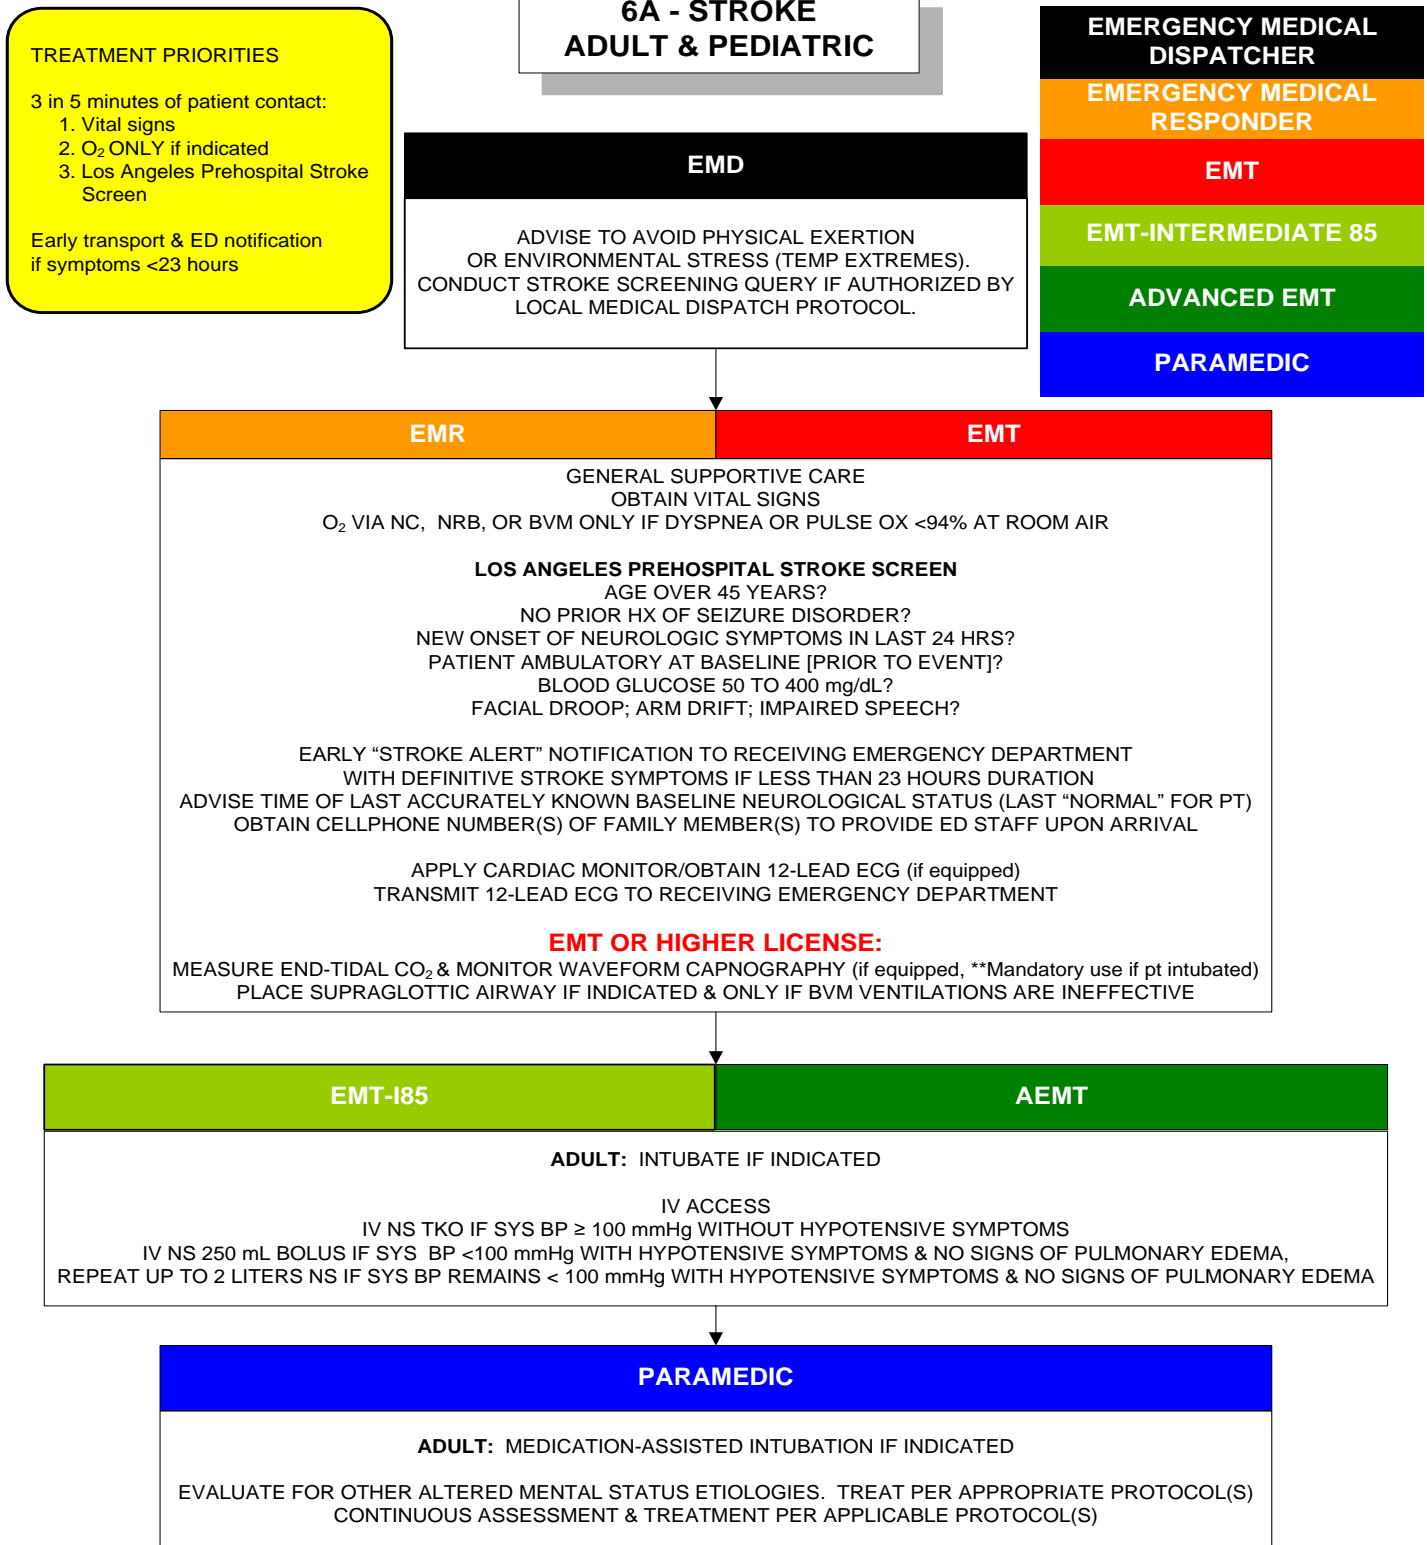 6A - STROKE
ADULT & PEDIATRIC
TREATMENT PRIORITIES
3 in 5 minutes of patient contact:
1. Vital signs
2. O₂ ONLY if indicated
3. Los Angeles Prehospital Stroke
Screen
Early transport & ED notification
if symptoms <23 hours
EMERGENCY MEDICAL
DISPATCHER
EMERGENCY MEDICAL
RESPONDER
EMT
EMT-INTERMEDIATE 85
ADVANCED EMT
PARAMEDIC
EMD
ADVISE TO AVOID PHYSICAL EXERTION
OR ENVIRONMENTAL STRESS (TEMP EXTREMES).
CONDUCT STROKE SCREENING QUERY IF AUTHORIZED BY
LOCAL MEDICAL DISPATCH PROTOCOL.
EMR
EMT
GENERAL SUPPORTIVE CARE
OBTAIN VITAL SIGNS
O₂ VIA NC, NRB, OR BVM ONLY IF DYSPNEA OR PULSE OX <94% AT ROOM AIR
LOS ANGELES PREHOSPITAL STROKE SCREEN
AGE OVER 45 YEARS?
NO PRIOR HX OF SEIZURE DISORDER?
NEW ONSET OF NEUROLOGIC SYMPTOMS IN LAST 24 HRS?
PATIENT AMBULATORY AT BASELINE [PRIOR TO EVENT]?
BLOOD GLUCOSE 50 TO 400 mg/dL?
FACIAL DROOP; ARM DRIFT; IMPAIRED SPEECH?
EARLY “STROKE ALERT” NOTIFICATION TO RECEIVING EMERGENCY DEPARTMENT
WITH DEFINITIVE STROKE SYMPTOMS IF LESS THAN 23 HOURS DURATION
ADVISE TIME OF LAST ACCURATELY KNOWN BASELINE NEUROLOGICAL STATUS (LAST “NORMAL” FOR PT)
OBTAIN CELLPHONE NUMBER(S) OF FAMILY MEMBER(S) TO PROVIDE ED STAFF UPON ARRIVAL
APPLY CARDIAC MONITOR/OBTAIN 12-LEAD ECG (if equipped)
TRANSMIT 12-LEAD ECG TO RECEIVING EMERGENCY DEPARTMENT
EMT OR HIGHER LICENSE:
MEASURE END-TIDAL CO₂ & MONITOR WAVEFORM CAPNOGRAPHY (if equipped, **Mandatory use if pt intubated)
PLACE SUPRAGLOTTIC AIRWAY IF INDICATED & ONLY IF BVM VENTILATIONS ARE INEFFECTIVE
EMT-I85
AEMT
ADULT: INTUBATE IF INDICATED
IV ACCESS
IV NS TKO IF SYS BP ≥ 100 mmHg WITHOUT HYPOTENSIVE SYMPTOMS
IV NS 250 mL BOLUS IF SYS BP <100 mmHg WITH HYPOTENSIVE SYMPTOMS & NO SIGNS OF PULMONARY EDEMA,
REPEAT UP TO 2 LITERS NS IF SYS BP REMAINS < 100 mmHg WITH HYPOTENSIVE SYMPTOMS & NO SIGNS OF PULMONARY EDEMA
PARAMEDIC
ADULT: MEDICATION-ASSISTED INTUBATION IF INDICATED
EVALUATE FOR OTHER ALTERED MENTAL STATUS ETIOLOGIES. TREAT PER APPROPRIATE PROTOCOL(S)
CONTINUOUS ASSESSMENT & TREATMENT PER APPLICABLE PROTOCOL(S)